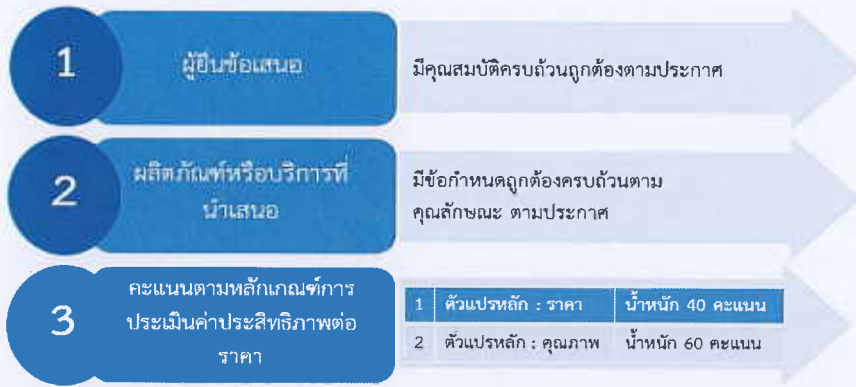 1
ผู้ยื่นข้อเสนอ
มีคุณสมบัติครบถ้วนถูกต้องตามประกาศ
2
ผลิตภัณฑ์หรือบริการที่
นำเสนอ
มีข้อกำหนดถูกต้องครบถ้วนตาม
คุณลักษณะ ตามประกาศ
3
คะแนนตามหลักเกณฑ์การ
ประเมินค่าประสิทธิภาพต่อ
ราคา
1 ตัวแปรหลัก : ราคา น้ำหนัก 40 คะแนน
2 ตัวแปรหลัก : คุณภาพ น้ำหนัก 60 คะแนน